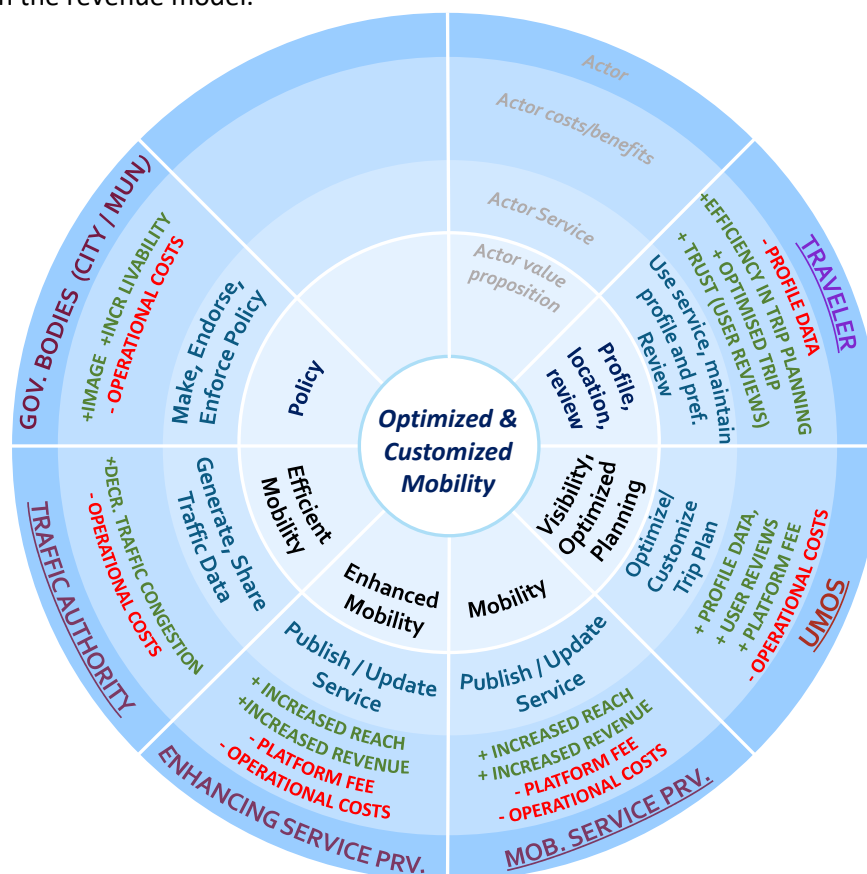 n the revenue model.
Actor
Actor costs/benefits
Actor Service
Actor value
proposition
TRAVELER
- PROFILE DATA
+EFFICIENCY IN TRIP PLANNING
+ OPTIMISED TRIP
+ TRUST (USER REVIEWS)
Use service, maintain
profile and pref.
Review
Profile,
location,
review
UMOS
+ PROFILE DATA,
+ USER REVIEWS
+ PLATFORM FEE
- OPERATIONAL COSTS
Optimize/
Customize
Trip Plan
Visibility,
Optimized
Planning
MOB. SERVICE PRV.
+ INCREASED REACH
+ INCREASED REVENUE
- PLATFORM FEE
- OPERATIONAL COSTS
Publish / Update
Service
Mobility
ENHANCING SERVICE PRV.
+ INCREASED REACH
+INCREASED REVENUE
- PLATFORM FEE
- OPERATIONAL COSTS
Publish / Update
Service
Enhanced
Mobility
TRAFFIC AUTHORITY
+DECR. TRAFFIC CONGESTION
- OPERATIONAL COSTS
Generate, Share
Traffic Data
Efficient
Mobility
GOV. BODIES (CITY / MUN)
+IMAGE +INCR LIVABILITY
- OPERATIONAL COSTS
Make, Endorse,
Enforce Policy
Policy
Optimized &
Customized
Mobility